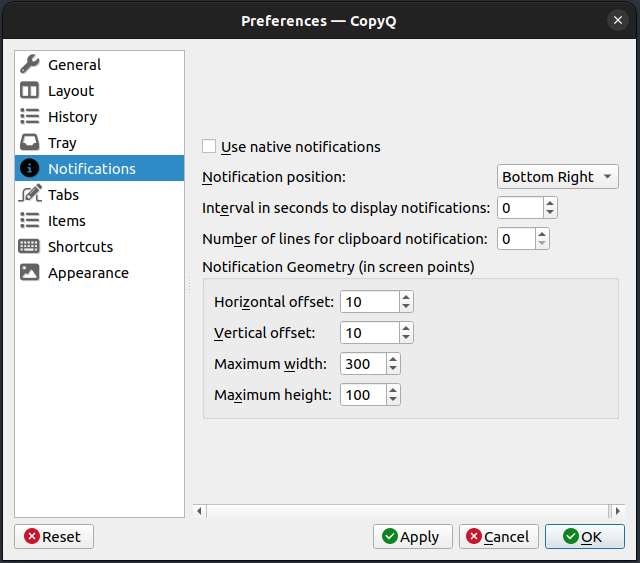 Preferences — CopyQ
General
Layout
History
Tray
Notifications
Tabs
Items
Shortcuts
Appearance
Use native notifications
Notification position: Bottom Right
Interval in seconds to display notifications: 0
Number of lines for clipboard notification: 0
Notification Geometry (in screen points)
Horizontal offset: 10
Vertical offset: 10
Maximum width: 300
Maximum height: 100
Reset Apply Cancel OK